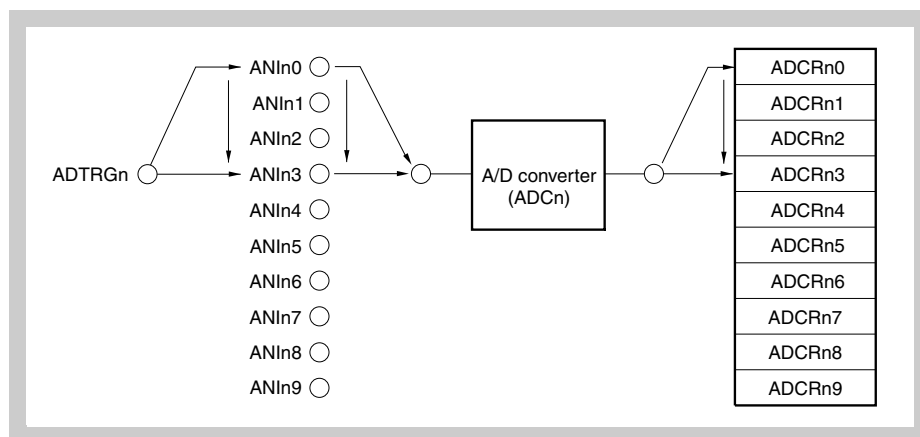 ADTRGn
ANIn0
ANIn1
ANIn2
ANIn3
ANIn4
ANIn5
ANIn6
ANIn7
ANIn8
ANIn9
A/D converter
(ADCn)
ADCRn0
ADCRn1
ADCRn2
ADCRn3
ADCRn4
ADCRn5
ADCRn6
ADCRn7
ADCRn8
ADCRn9